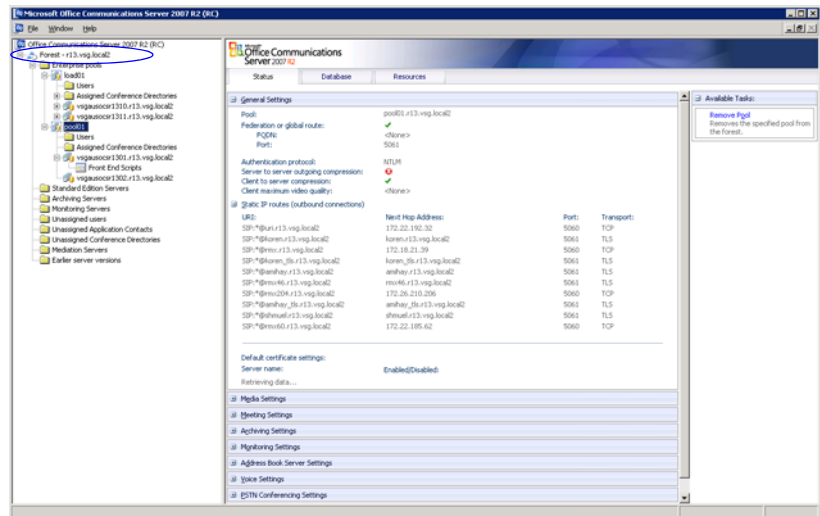 Microsoft Office Communications Server 2007 R2 (RC)
File Window Help
Office Communications Server 2007 R2 (RC)
Forest - r13.vsg.local2
Enterprise pools
load01
Users
Assigned Conference Directories
vsgausocsr1310.r13.vsg.local2
vsgausocsr1311.r13.vsg.local2
pool01
Users
Assigned Conference Directories
vsgausocsr1301.r13.vsg.local2
Front End Scripts
vsgausocsr1302.r13.vsg.local2
Standard Edition Servers
Archiving Servers
Monitoring Servers
Unassigned users
Unassigned Application Contacts
Unassigned Conference Directories
Mediation Servers
Earlier server versions
Microsoft
Office Communications
Server 2007 R2
Status Database Resources
General Settings
Pool: pool01.r13.vsg.local2
Federation or global route:
FQDN: <None>
Port: 5061
Authentication protocol: NTLM
Server to server outgoing compression:
Client to server compression:
Client maximum video quality: <None>
Static IP routes (outbound connections)
URI: Next Hop Address: Port: Transport:
SIP:*@uri.r13.vsg.local2 172.22.192.32 5060 TCP
SIP:*@koren.r13.vsg.local2 koren.r13.vsg.local2 5061 TLS
SIP:*@rmx.r13.vsg.local2 172.18.21.39 5060 TCP
SIP:*@koren_tls.r13.vsg.local2 koren_tls.r13.vsg.local2 5061 TLS
SIP:*@amihay.r13.vsg.local2 amihay.r13.vsg.local2 5061 TLS
SIP:*@rmx46.r13.vsg.local2 rmx46.r13.vsg.local2 5061 TLS
SIP:*@rmx204.r13.vsg.local2 172.26.210.206 5060 TCP
SIP:*@amihay_tls.r13.vsg.local2 amihay_tls.r13.vsg.local2 5061 TLS
SIP:*@shmuel.r13.vsg.local2 shmuel.r13.vsg.local2 5061 TLS
SIP:*@rmx60.r13.vsg.local2 172.22.185.62 5060 TCP
Default certificate settings:
Server name: Enabled/Disabled:
Retrieving data...
Media Settings
Meeting Settings
Archiving Settings
Monitoring Settings
Address Book Server Settings
Voice Settings
PSTN Conferencing Settings
Available Tasks:
Remove Pool
Removes the specified pool from
the forest.